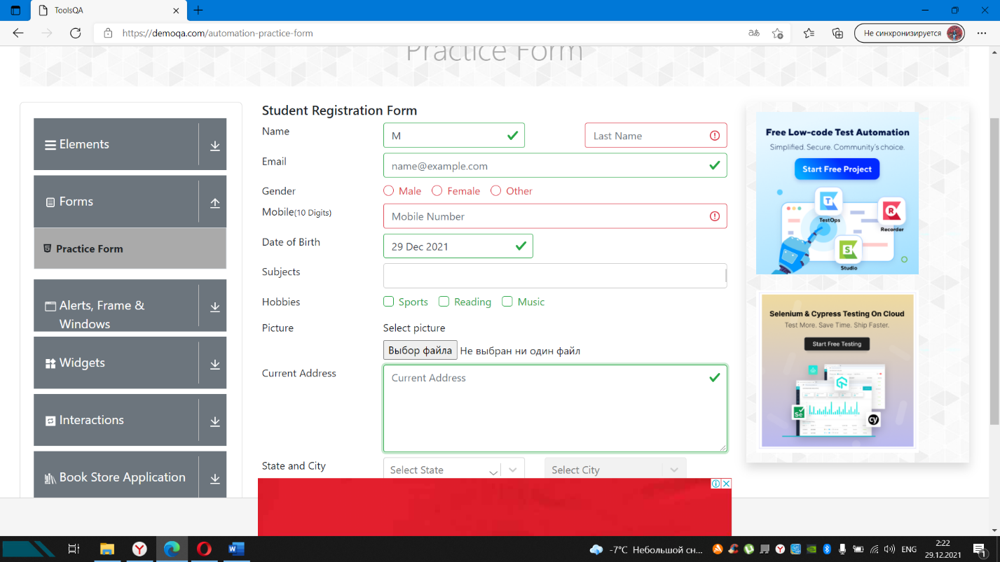 ToolsQA
https://demoqa.com/automation-practice-form
Не синхронизируется
Practice Form
Elements
Forms
Practice Form
Alerts, Frame &
Windows
Widgets
Interactions
Book Store Application
Student Registration Form
Name
M
Last Name
Email
name@example.com
Gender
Male
Female
Other
Mobile(10 Digits)
Mobile Number
Date of Birth
29 Dec 2021
Subjects
Hobbies
Sports
Reading
Music
Picture
Select picture
Выбор файла Не выбран ни один файл
Current Address
Current Address
State and City
Select State
Select City
Free Low-code Test Automation
Simplified. Secure. Community's choice.
Start Free Project
TestOps
Recorder
Studio
Selenium & Cypress Testing On Cloud
Test More. Save Time. Ship Faster.
Start Free Testing
Se
cy
-7°C Небольшой сн...
ENG
2:22
29.12.2021
1